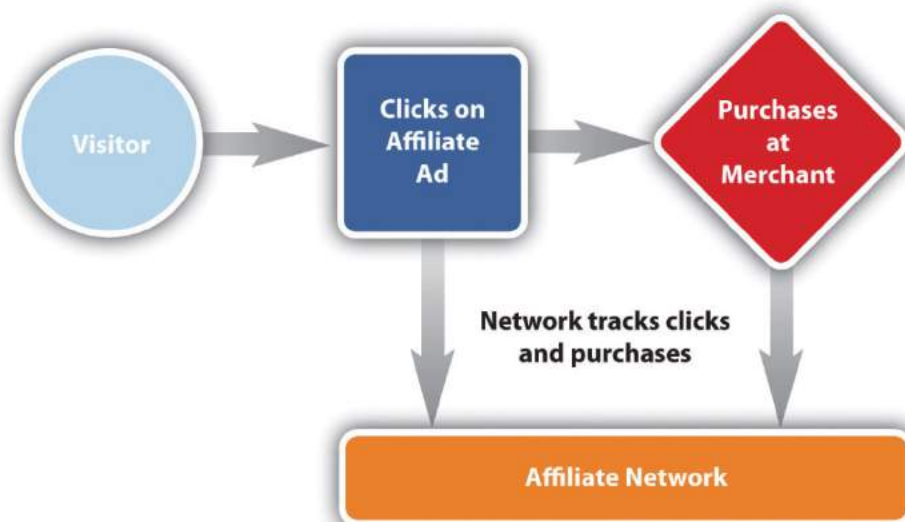 Visitor
Clicks on
Affiliate
Ad
Purchases
at
Merchant
Network tracks clicks
and purchases
Affiliate Network